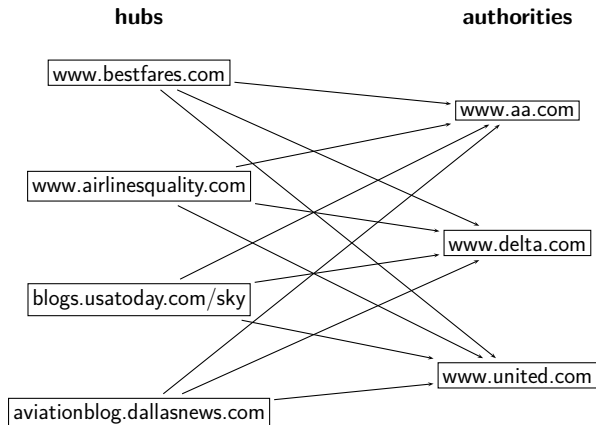 hubs
authorities
www.bestfares.com
www.aa.com
www.airlinesquality.com
www.delta.com
blogs.usatoday.com/sky
www.united.com
aviationblog.dallasnews.com